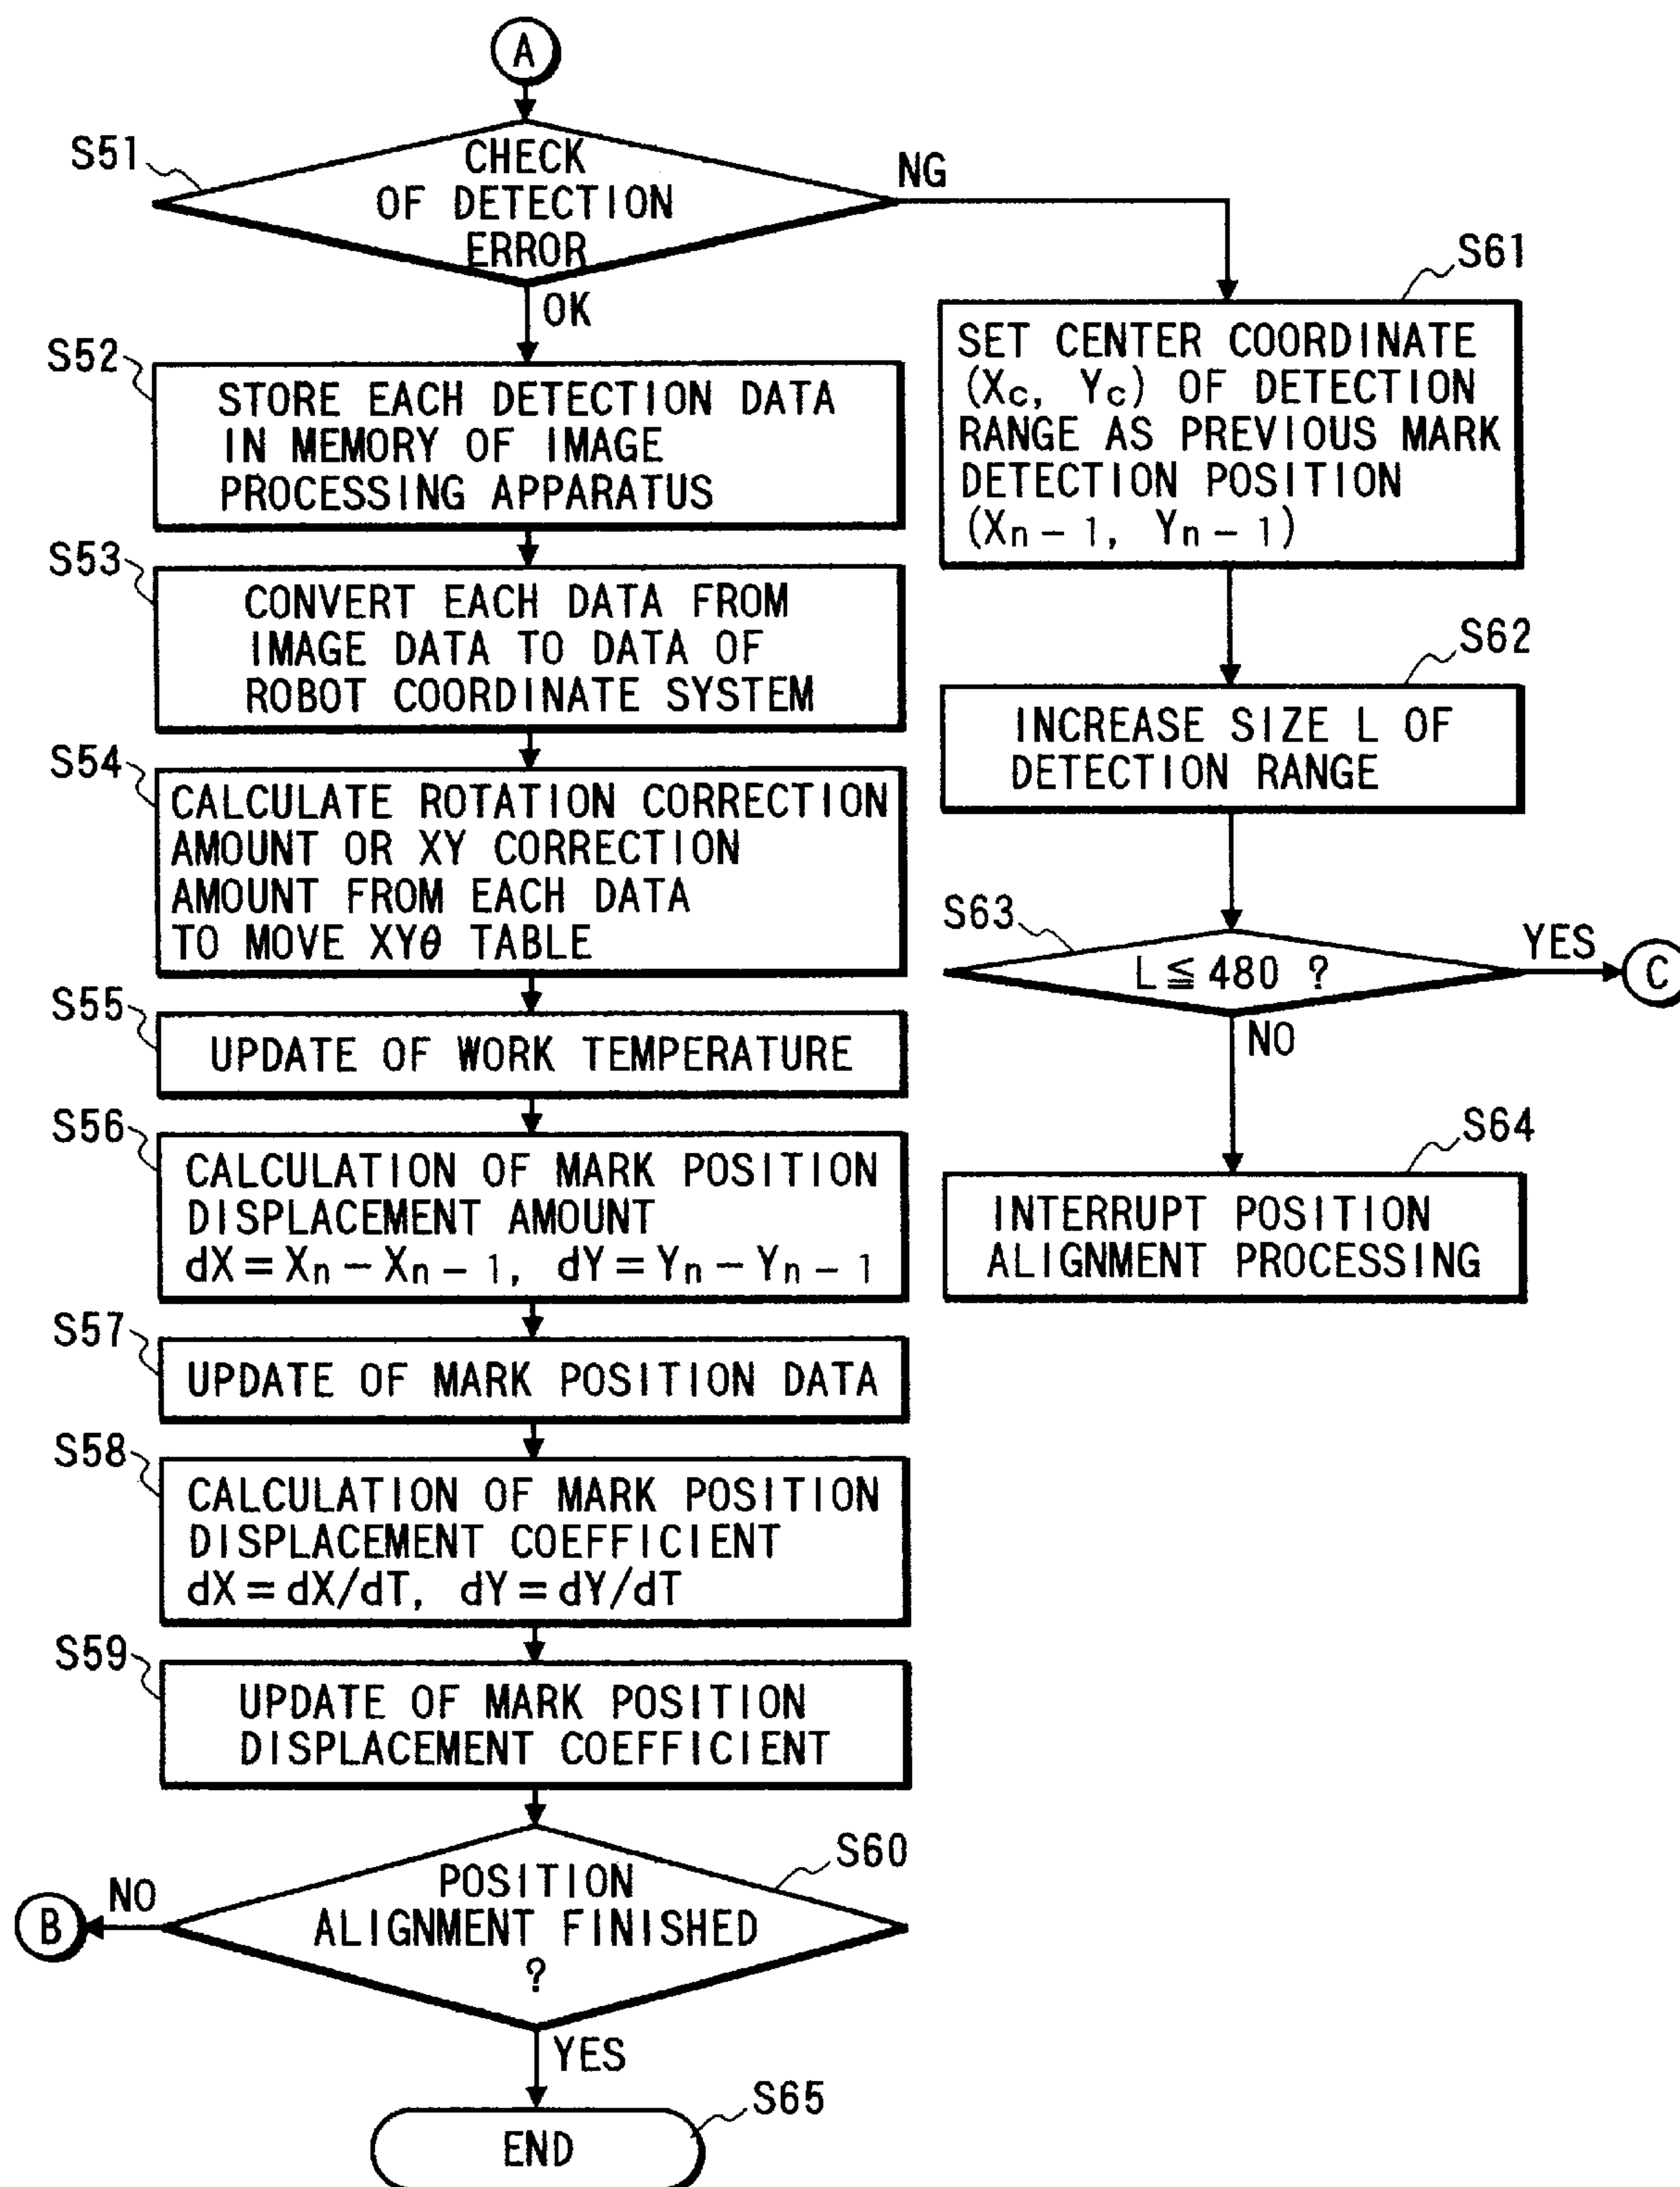 A
S51
CHECK
OF DETECTION
ERROR
NG
OK
S52
STORE EACH DETECTION DATA
IN MEMORY OF IMAGE
PROCESSING APPARATUS
S53
CONVERT EACH DATA FROM
IMAGE DATA TO DATA OF
ROBOT COORDINATE SYSTEM
S54
CALCULATE ROTATION CORRECTION
AMOUNT OR XY CORRECTION
AMOUNT FROM EACH DATA
TO MOVE XYθ TABLE
S55
UPDATE OF WORK TEMPERATURE
S56
CALCULATION OF MARK POSITION
DISPLACEMENT AMOUNT
dX=Xn-Xn-1, dY=Yn-Yn-1
S57
UPDATE OF MARK POSITION DATA
S58
CALCULATION OF MARK POSITION
DISPLACEMENT COEFFICIENT
dX=dX/dT, dY=dY/dT
S59
UPDATE OF MARK POSITION
DISPLACEMENT COEFFICIENT
S60
POSITION
ALIGNMENT FINISHED
?
NO
B
YES
S65
END
S61
SET CENTER COORDINATE
(Xc, Yc) OF DETECTION
RANGE AS PREVIOUS MARK
DETECTION POSITION
(Xn-1, Yn-1)
S62
INCREASE SIZE L OF
DETECTION RANGE
S63
L≦480 ?
YES
C
NO
S64
INTERRUPT POSITION
ALIGNMENT PROCESSING